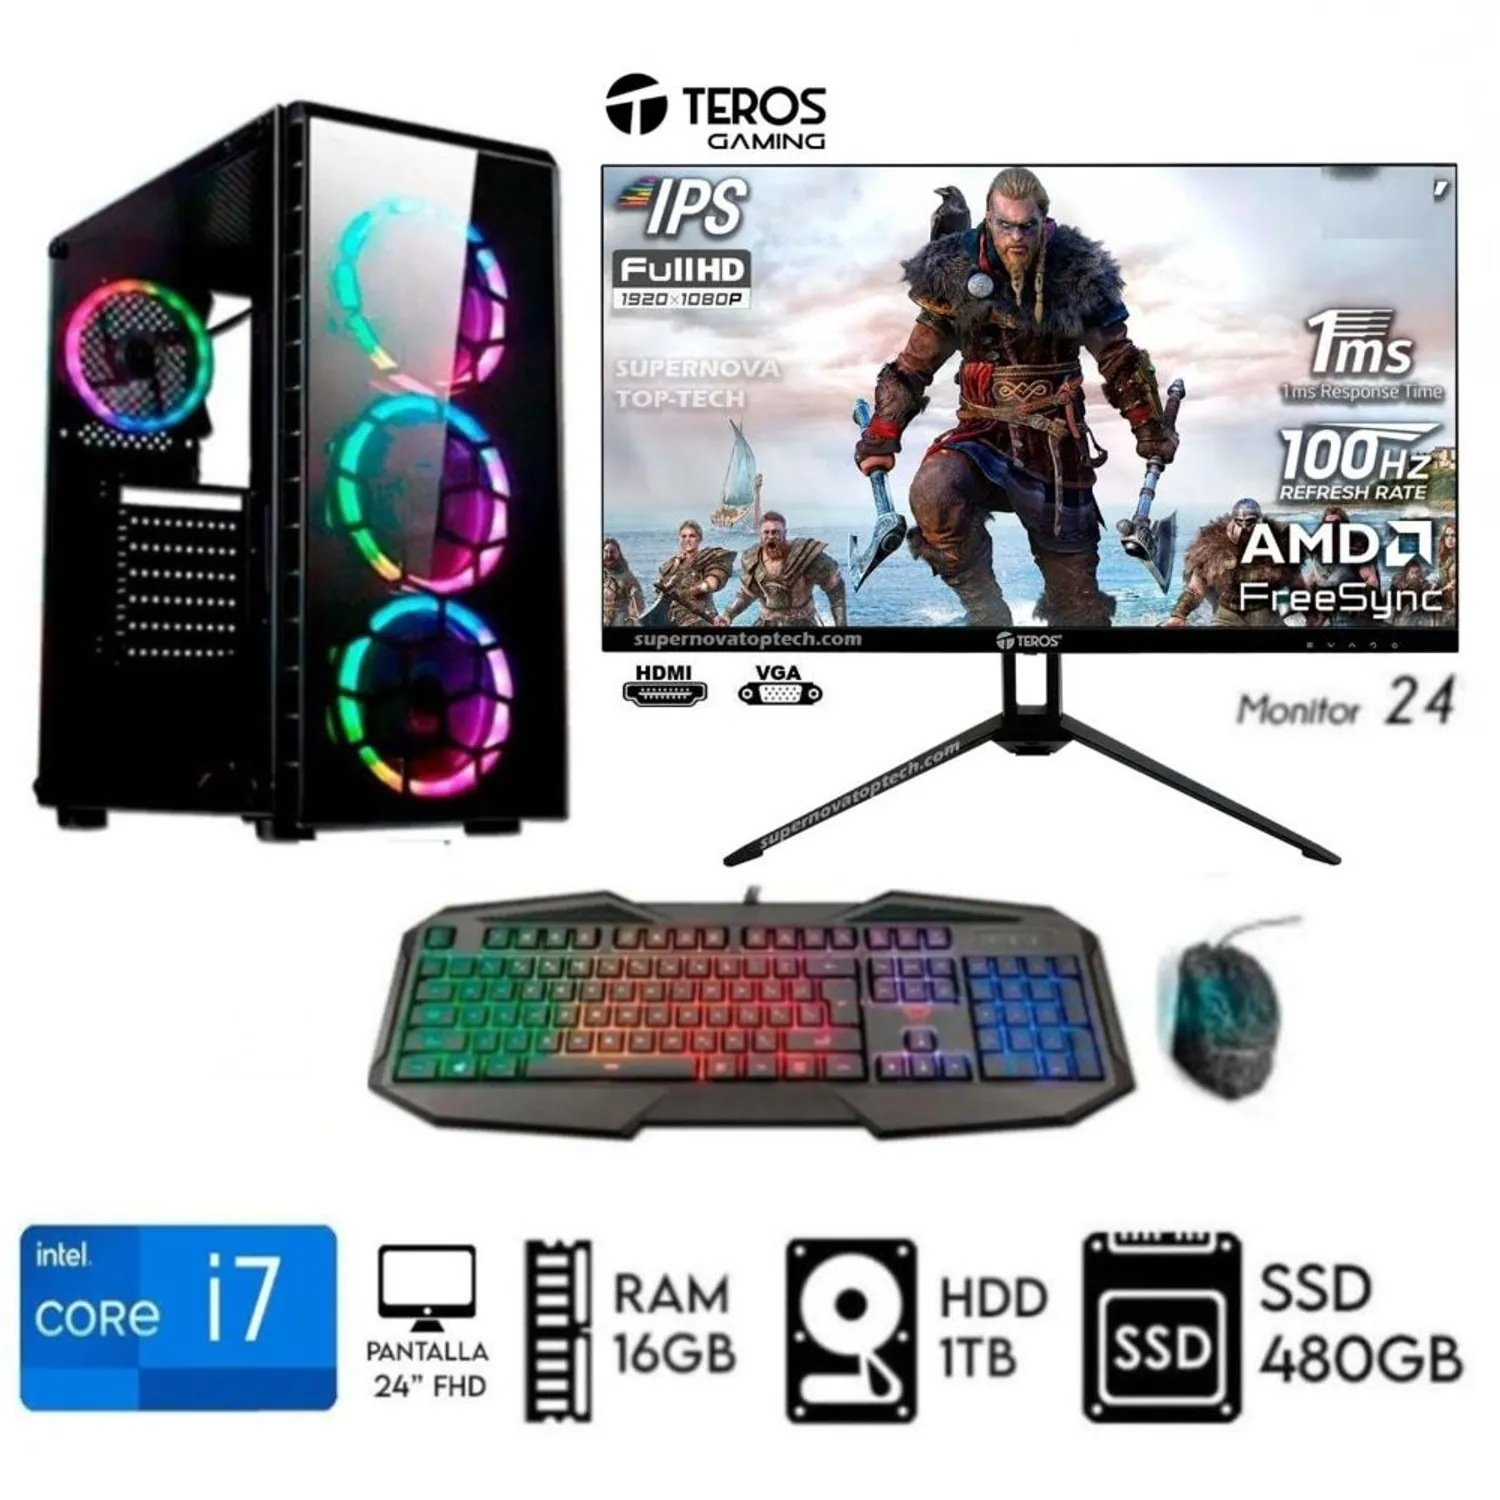 TEROS
GAMING
IPS
FullHD
1920x1080P
SUPERNOVA
TOP-TECH
1ms
1ms Response Time
100HZ
REFRESH RATE
AMD
FreeSync
supernovatoptech.com
TEROS
HDMI
VGA
Monitor 24
supernovatoptech.com
intel.
CORE i7
PANTALLA
24” FHD
RAM
16GB
HDD
1TB
SSD
SSD
480GB